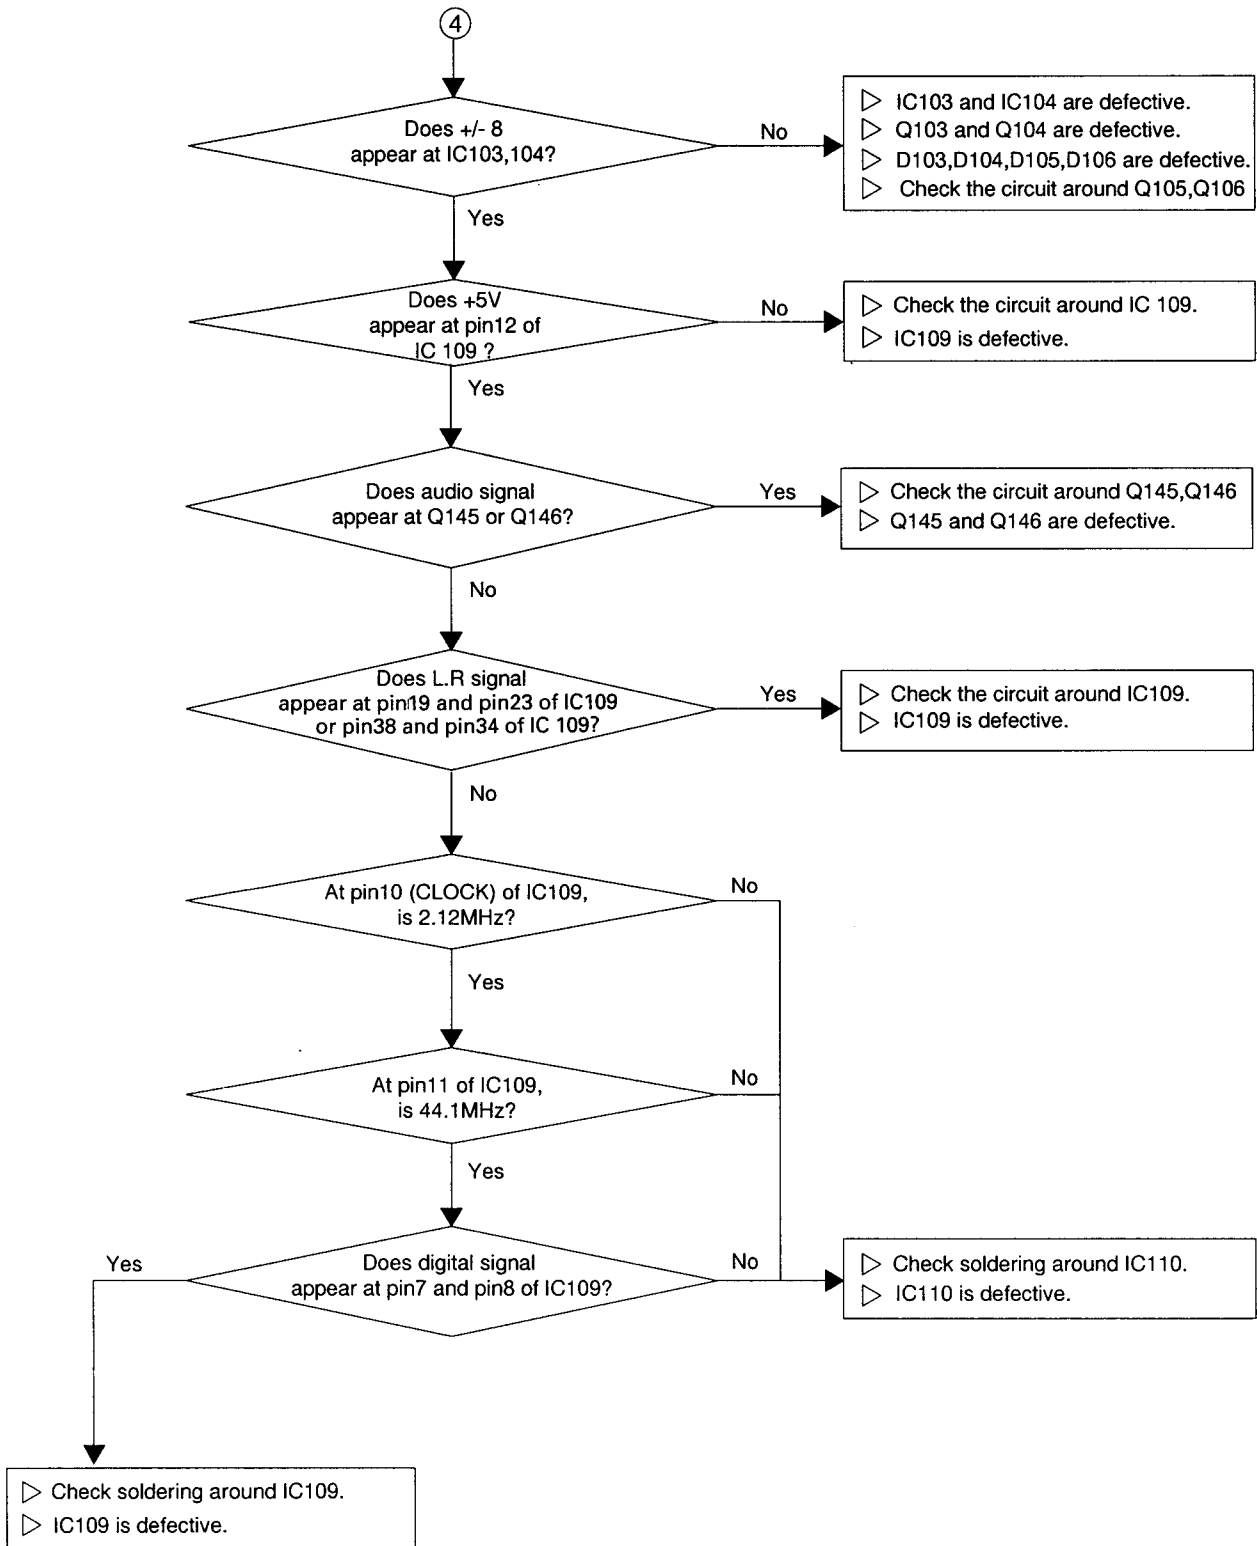 4
Does +/- 8
appear at IC103,104?
No
▷ IC103 and IC104 are defective.
▷ Q103 and Q104 are defective.
▷ D103,D104,D105,D106 are defective.
▷ Check the circuit around Q105,Q106
Yes
Does +5V
appear at pin12 of
IC 109 ?
No
▷ Check the circuit around IC 109.
▷ IC109 is defective.
Yes
Does audio signal
appear at Q145 or Q146?
Yes
▷ Check the circuit around Q145,Q146
▷ Q145 and Q146 are defective.
No
Does L.R signal
appear at pin19 and pin23 of IC109
or pin38 and pin34 of IC 109?
Yes
▷ Check the circuit around IC109.
▷ IC109 is defective.
No
At pin10 (CLOCK) of IC109,
is 2.12MHz?
No
Yes
At pin11 of IC109,
is 44.1MHz?
No
Yes
Does digital signal
appear at pin7 and pin8 of IC109?
Yes
No
▷ Check soldering around IC110.
▷ IC110 is defective.
▷ Check soldering around IC109.
▷ IC109 is defective.